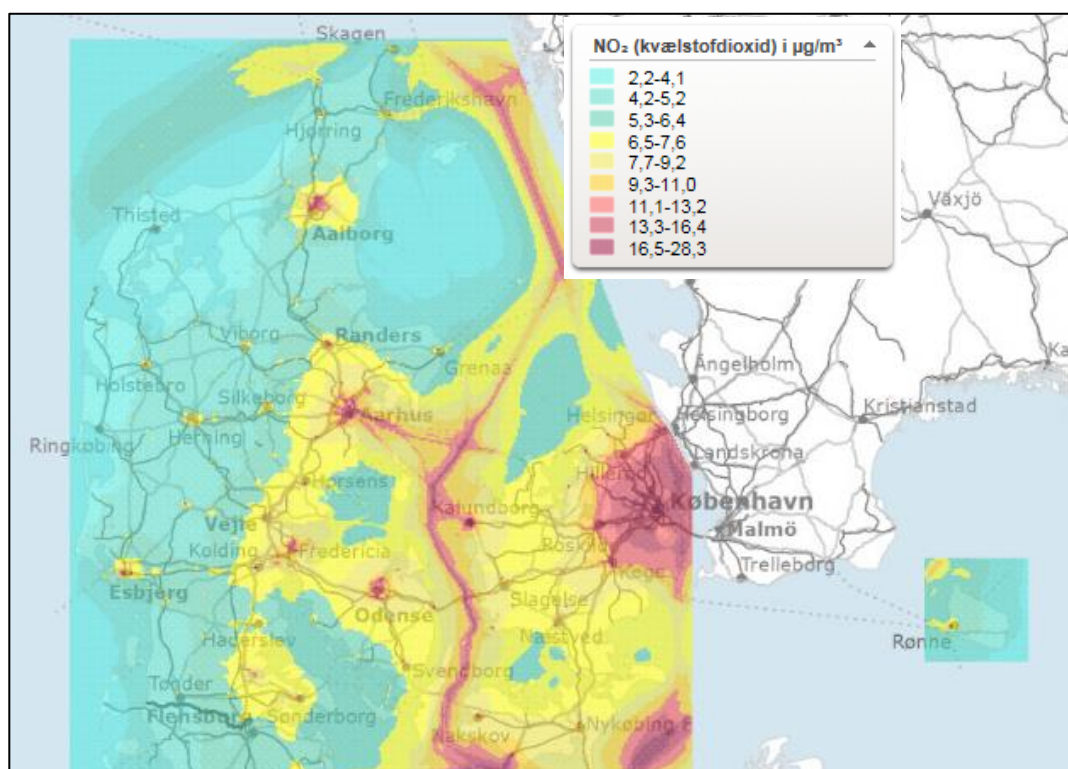 Skagen
NO₂ (kvælstofdioxid) i µg/m³
2,2-4,1
4,2-5,2
5,3-6,4
6,5-7,6
7,7-9,2
9,3-11,0
11,1-13,2
13,3-16,4
16,5-28,3
Frederikshavn
Hjørring
Växjö
Thisted
Aalborg
Viborg
Randers
Grenaa
Ängelholm
Ka
Holstebro
Silkeborg
Aarhus
Helsingør
Helsingborg
Kristianstad
Herning
Ringkøbing
Landskrona
Hillerød
Horsens
Kalundborg
København
Vejle
Malmö
Kolding
Fredericia
Roskild
Trelleborg
Esbjerg
Køge
Odense
Slagelse
Haderslev
Næstved
Rønne
Svendborg
Tønder
Flensburg
Sønderborg
Nykøbing F
Nakskov